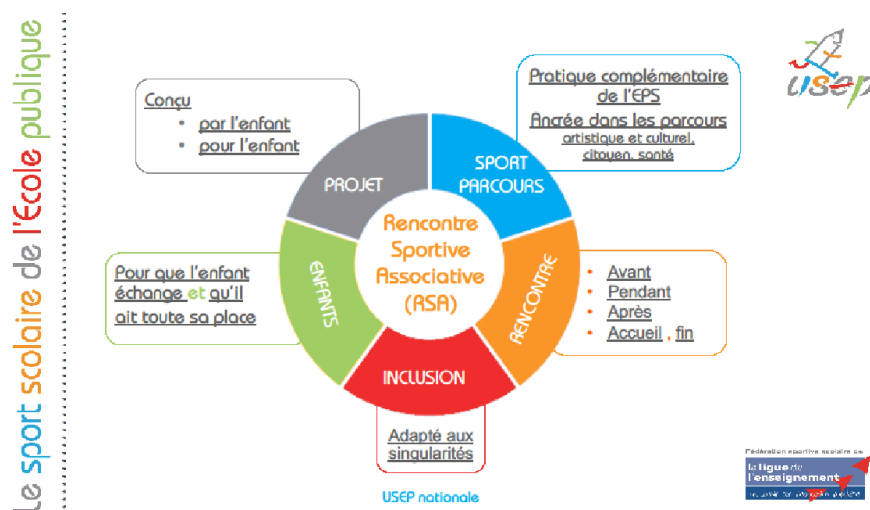 Le sport scolaire de l'Ecole publique
usep
Conçu
• par l'enfant
• pour l'enfant
Pratique complémentaire
de l'EPS
Ancrée dans les parcours
artistique et culturel,
citoyen, santé
PROJET
SPORT
PARCOURS
Rencontre
Sportive
Associative
(RSA)
Pour que l'enfant
échange et qu'il
ait toute sa place
ENFANTS
RENCONTRE
• Avant
• Pendant
• Après
• Accueil , fin
INCLUSION
Adapté aux
singularités
USEP nationale
Fédération sportive scolaire de
la ligue de
l'enseignement